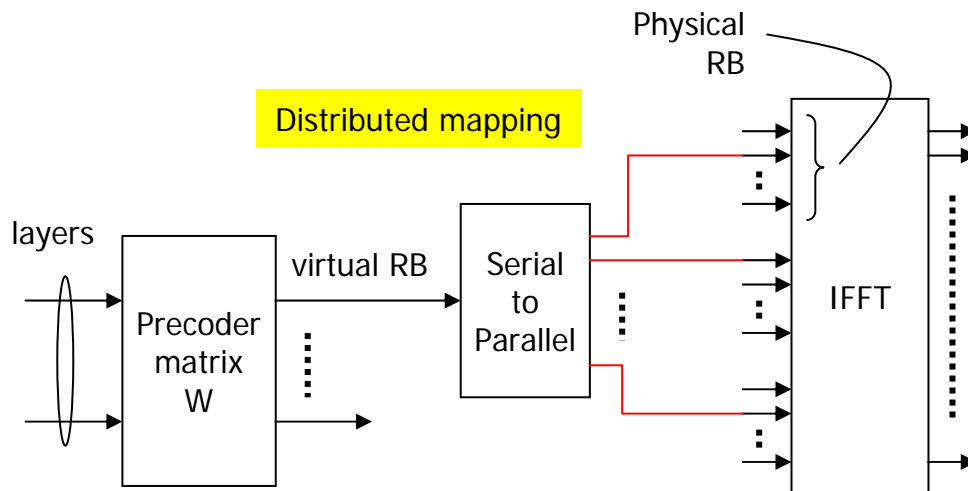 Physical
RB
Distributed mapping
layers
virtual RB
Precoder
matrix
W
Serial
to
Parallel
IFFT